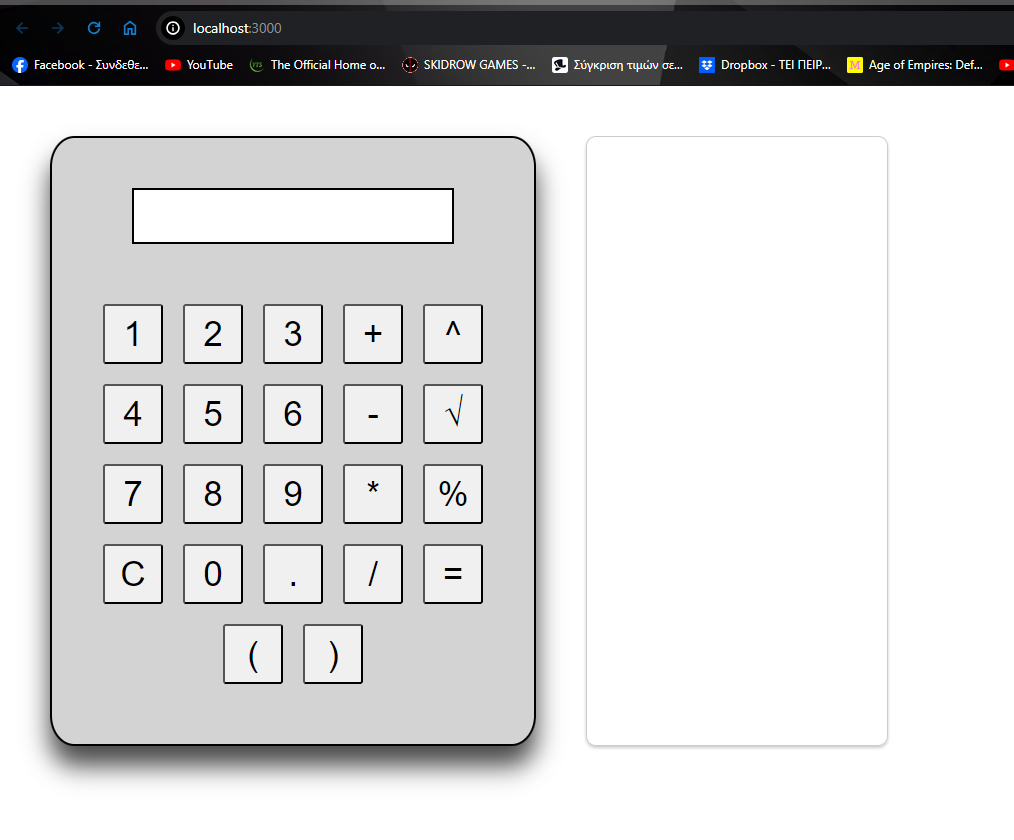 localhost:3000
Facebook - Συνδεθε... YouTube The Official Home o... SKIDROW GAMES -... Σύγκριση τιμών σε... Dropbox - ΤΕΙ ΠΕΙΡ... M Age of Empires: Def...
1 2 3 + ^
4 5 6 - √
7 8 9 * %
C 0 . / =
( )